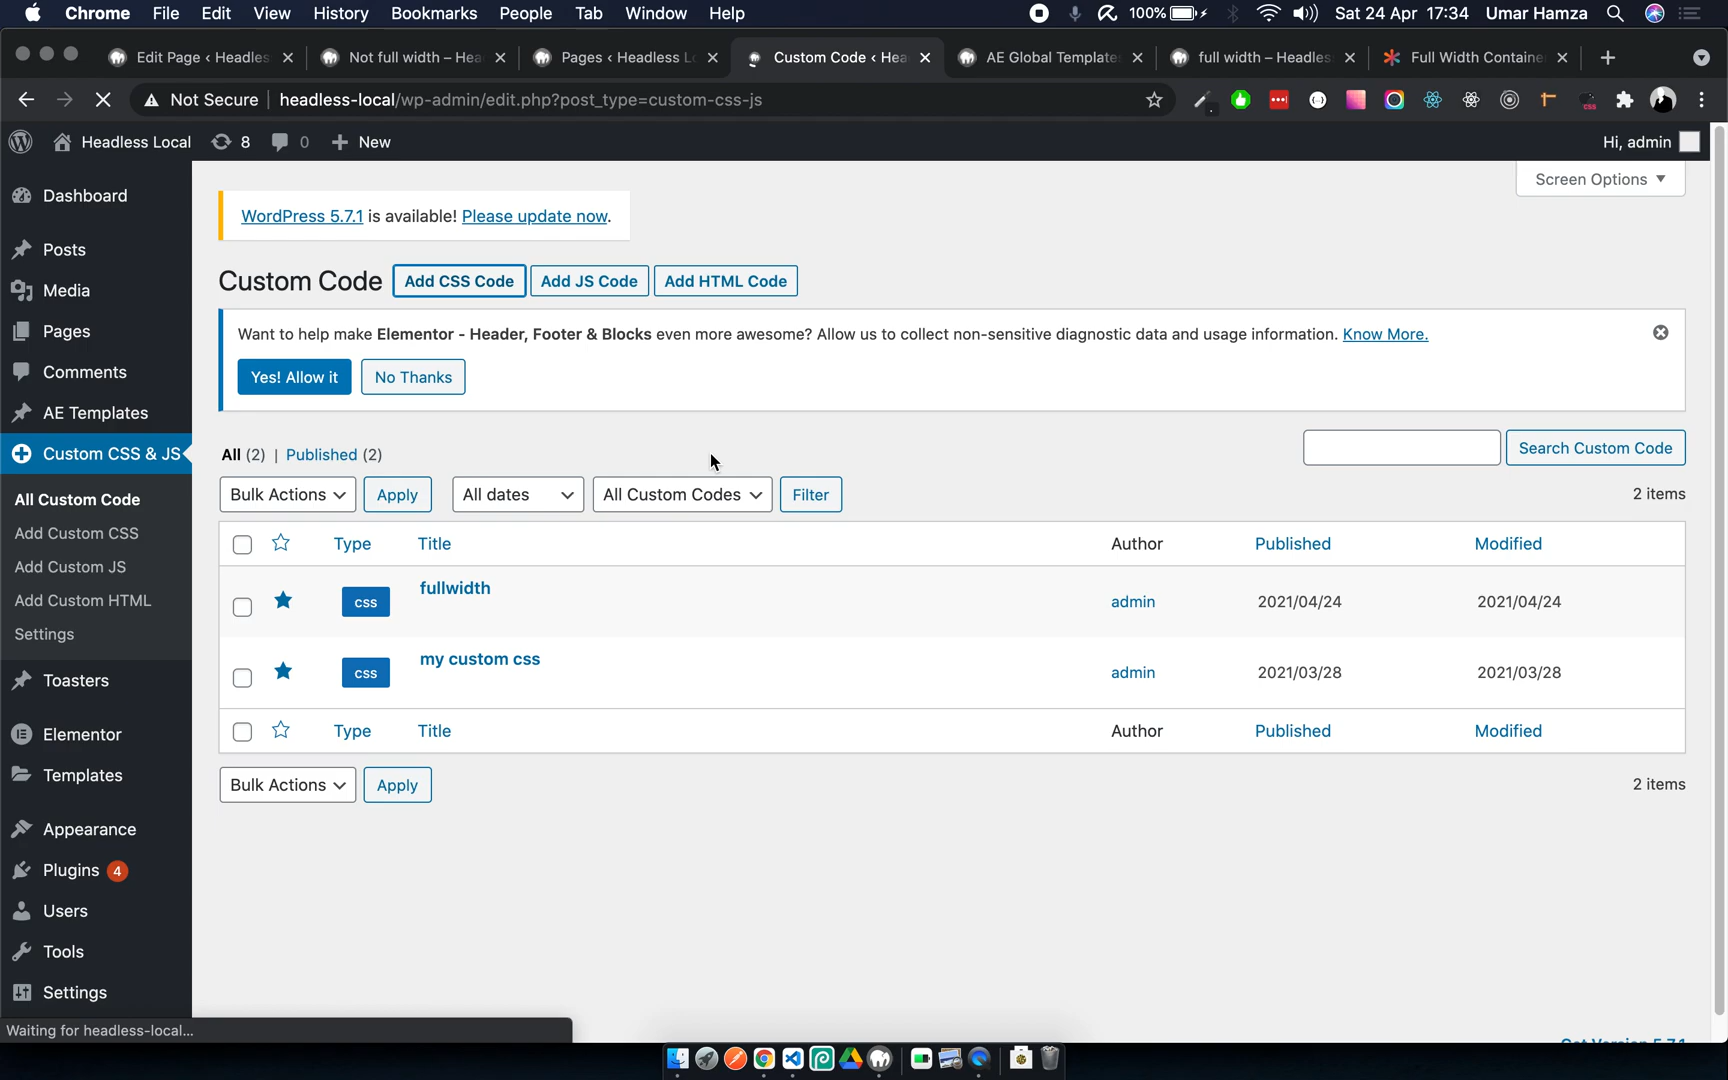 Chrome File Edit View History Bookmarks People Tab Window Help 100% Sat 24 Apr 17:34 Umar Hamza
Edit Page ‹ Headles Not full width – Hea Pages ‹ Headless Lo Custom Code ‹ Hea AE Global Template full width – Headles Full Width Containe
Not Secure headless-local/wp-admin/edit.php?post_type=custom-css-js
Headless Local 8 0 New Hi, admin
Screen Options
Dashboard
Posts
Media
Pages
Comments
AE Templates
Custom CSS & JS
All Custom Code
Add Custom CSS
Add Custom JS
Add Custom HTML
Settings
Toasters
Elementor
Templates
Appearance
Plugins 4
Users
Tools
Settings
WordPress 5.7.1 is available! Please update now.
Custom Code Add CSS Code Add JS Code Add HTML Code
Want to help make Elementor - Header, Footer & Blocks even more awesome? Allow us to collect non-sensitive diagnostic data and usage information. Know More.
Yes! Allow it No Thanks
All (2) | Published (2) Search Custom Code
Bulk Actions Apply All dates All Custom Codes Filter 2 items
Type Title Author Published Modified
css fullwidth admin 2021/04/24 2021/04/24
css my custom css admin 2021/03/28 2021/03/28
Type Title Author Published Modified
Bulk Actions Apply 2 items
Waiting for headless-local...